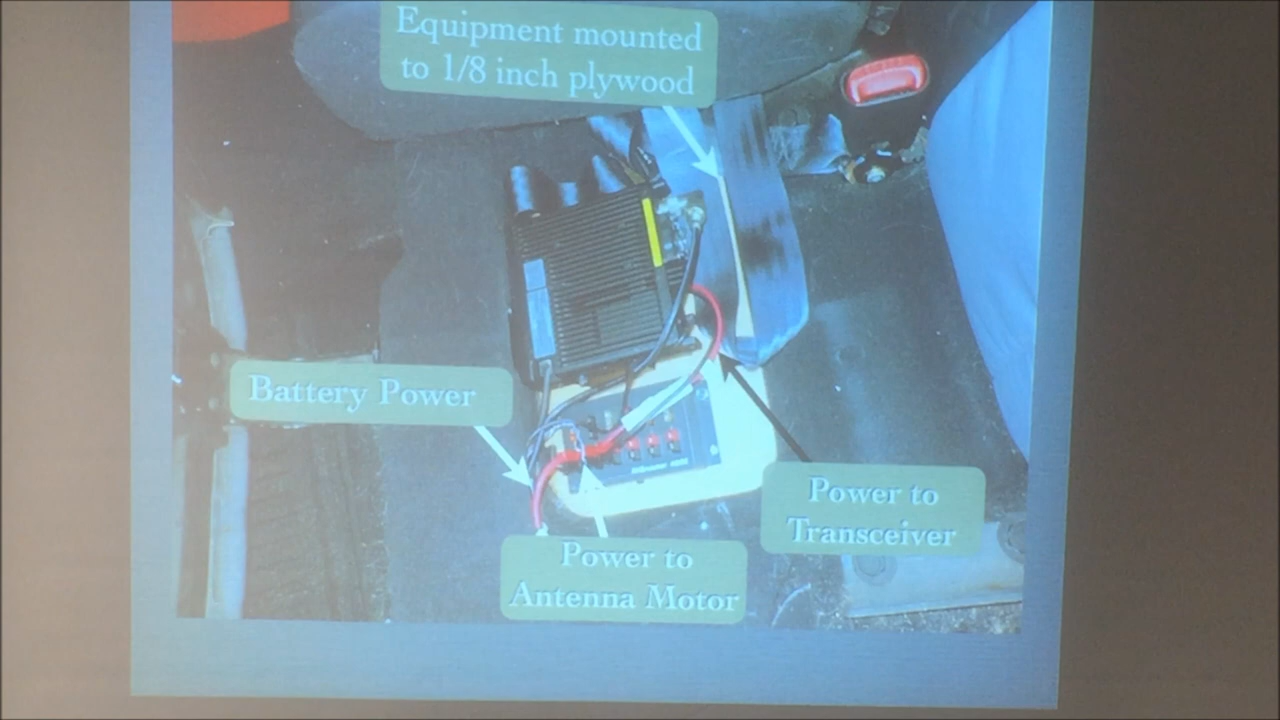 Equipment mounted
to 1/8 inch plywood
Battery Power
Power to
Transceiver
Power to
Antenna Motor